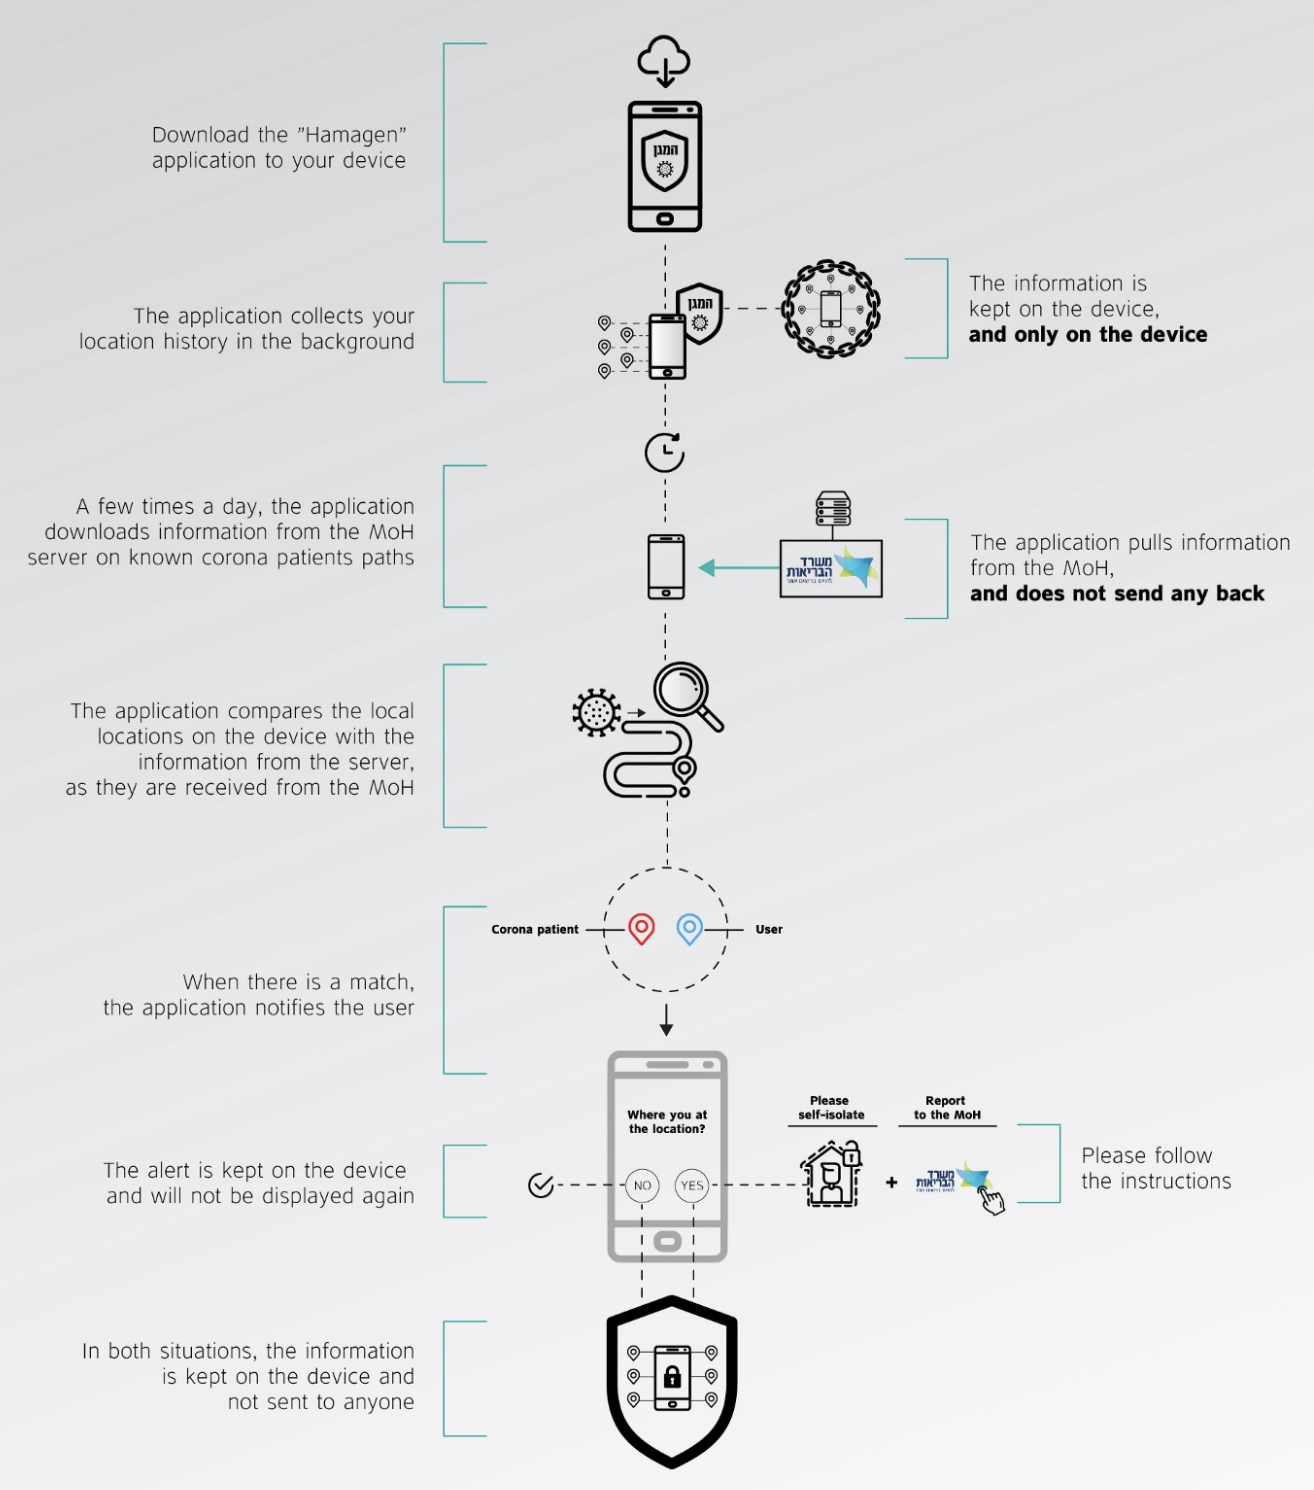 Download the "Hamagen"
application to your device
המגן
The application collects your
location history in the background
המגן
The information is
kept on the device,
and only on the device
A few times a day, the application
downloads information from the MoH
server on known corona patients paths
משרד
הבריאות
לחיים בריאים יותר
The application pulls information
from the MoH,
and does not send any back
The application compares the local
locations on the device with the
information from the server,
as they are received from the MoH
Corona patient
User
When there is a match,
the application notifies the user
Where you at
the location?
NO
YES
Please
self-isolate
Report
to the MoH
+
משרד
הבריאות
לחיים בריאים יותר
Please follow
the instructions
The alert is kept on the device
and will not be displayed again
In both situations, the information
is kept on the device and
not sent to anyone